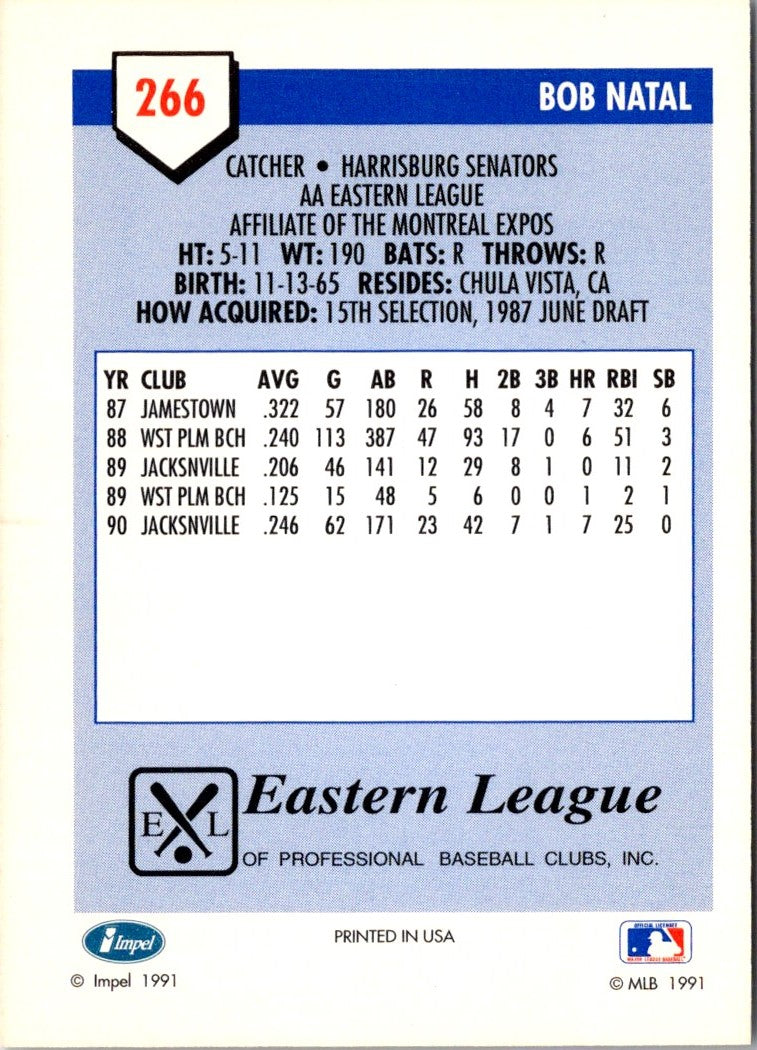 266
BOB NATAL
CATCHER • HARRISBURG SENATORS
AA EASTERN LEAGUE
AFFILIATE OF THE MONTREAL EXPOS
HT: 5-11 WT: 190 BATS: R THROWS: R
BIRTH: 11-13-65 RESIDES: CHULA VISTA, CA
HOW ACQUIRED: 15TH SELECTION, 1987 JUNE DRAFT
YR CLUB AVG G AB R H 2B 3B HR RBI SB
87 JAMESTOWN .322 57 180 26 58 8 4 7 32 6
88 WST PLM BCH .240 113 387 47 93 17 0 6 51 3
89 JACKSNVILLE .206 46 141 12 29 8 1 0 11 2
89 WST PLM BCH .125 15 48 5 6 0 0 1 2 1
90 JACKSNVILLE .246 62 171 23 42 7 1 7 25 0
E L
Eastern League
OF PROFESSIONAL BASEBALL CLUBS, INC.
Impel
PRINTED IN USA
OFFICIAL LICENSEE
MAJOR LEAGUE BASEBALL
© Impel 1991
© MLB 1991